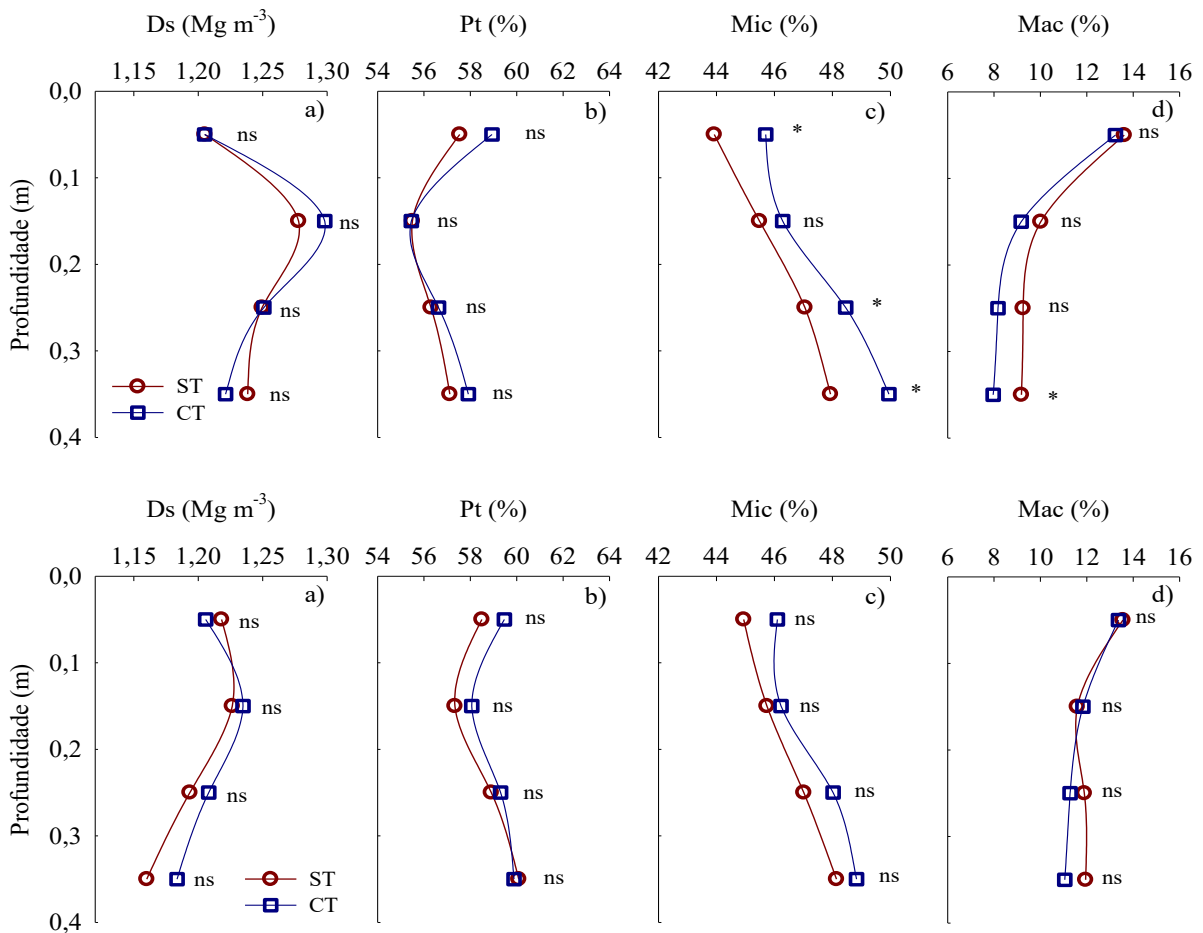 Ds (Mg m-3) Pt (%) Mic (%) Mac (%)
1,15 1,20 1,25 1,30 54 56 58 60 62 64 42 44 46 48 50 6 8 10 12 14 16
0,0
a) b) c) d)
ns ns * ns
0,1
Profundidade (m)
ns ns ns ns
0,2
ns ns * ns
0,3
ST
ns ns * *
CT
0,4
Ds (Mg m-3) Pt (%) Mic (%) Mac (%)
1,15 1,20 1,25 1,30 54 56 58 60 62 64 42 44 46 48 50 6 8 10 12 14 16
0,0
a) b) c) d)
ns ns ns ns
0,1
Profundidade (m)
ns ns ns ns
0,2
ns ns ns ns
0,3
ns ns ns ns
ST
CT
0,4